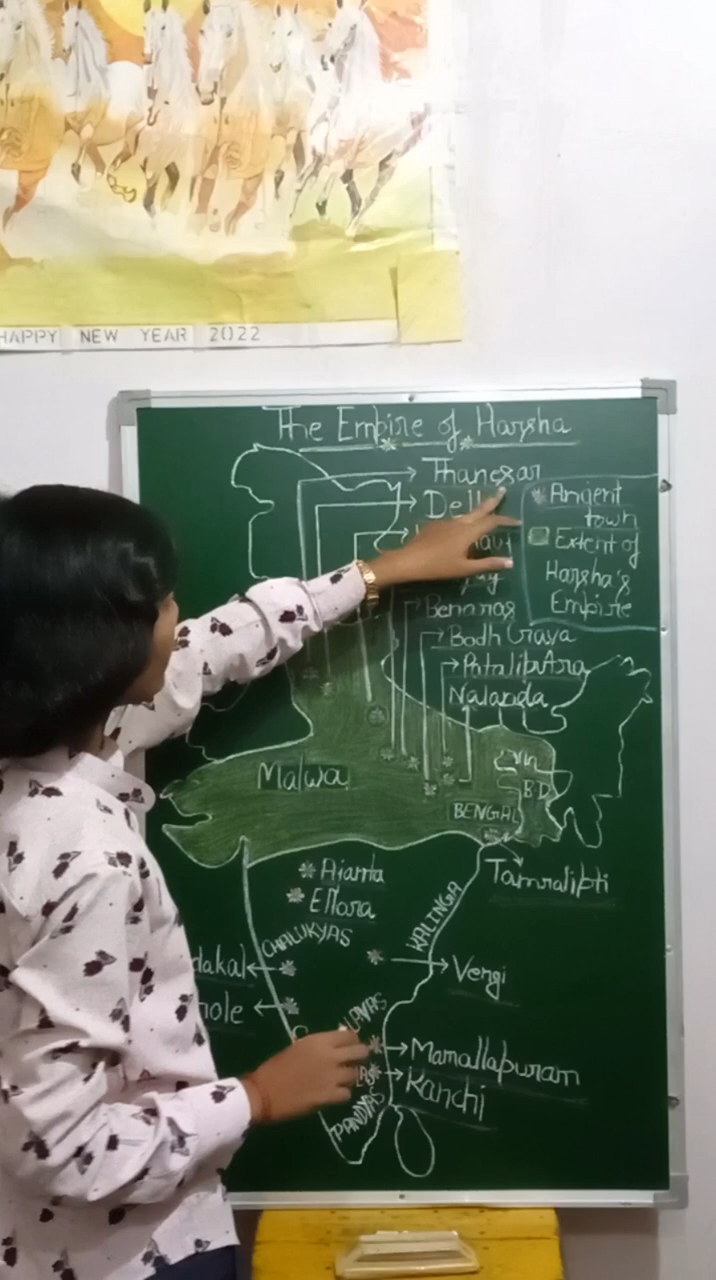 HAPPY NEW YEAR 2022
The Empire of Harsha
Thanesar
Ancient
town
Extent of
Harsha's
Empire
Benaras
Bodh Gaya
Pataliputra
Nalanda
Malwa
BD
BENGAL
Tamralipti
Ajanta
Ellora
CHALUKYAS
KALINGA
Vengi
Mamallapuram
Kanchi
PANDYAS